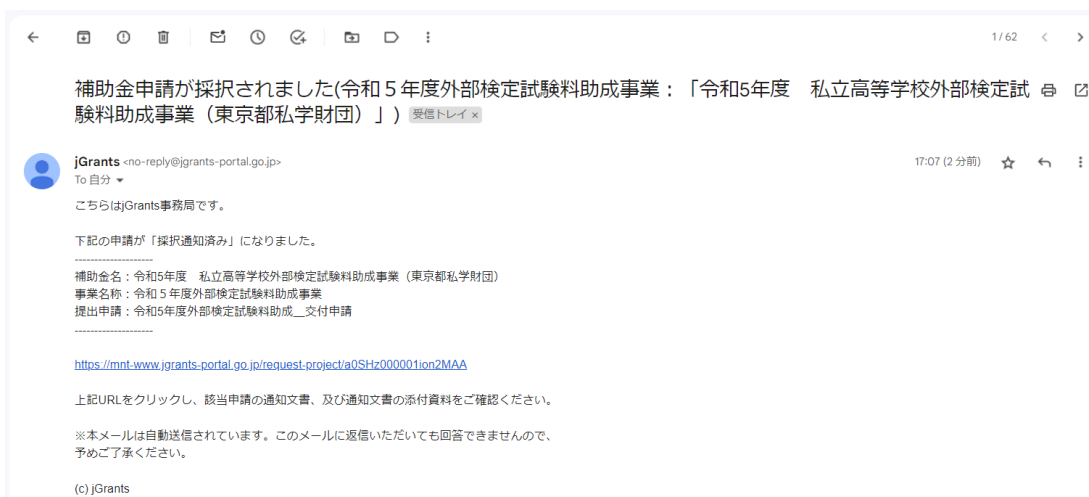 1 / 62
補助金申請が採択されました(令和５年度外部検定試験料助成事業：「令和5年度　私立高等学校外部検定試
験料助成事業（東京都私学財団）」) 受信トレイ ×
jGrants <no-reply@jgrants-portal.go.jp>
17:07 (2 分前)
To 自分
こちらはjGrants事務局です。
下記の申請が「採択通知済み」になりました。
-------------------
補助金名：令和5年度　私立高等学校外部検定試験料助成事業（東京都私学財団）
事業名称：令和５年度外部検定試験料助成事業
提出申請：令和5年度外部検定試験料助成__交付申請
-------------------
https://mnt-www.jgrants-portal.go.jp/request-project/a0SHz000001ion2MAA
上記URLをクリックし、該当申請の通知文書、及び通知文書の添付資料をご確認ください。
※本メールは自動送信されています。このメールに返信いただいても回答できませんので、
予めご了承ください。
(c) jGrants